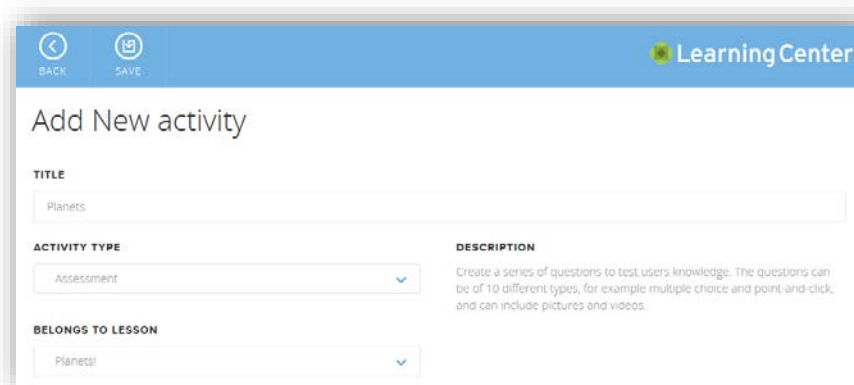 BACK
SAVE
Learning Center
Add New activity
TITLE
Planets
ACTIVITY TYPE
Assessment
DESCRIPTION
Create a series of questions to test users knowledge. The questions can
be of 10 different types, for example multiple choice and point-and-click,
and can include pictures and videos.
BELONGS TO LESSON
Planets!